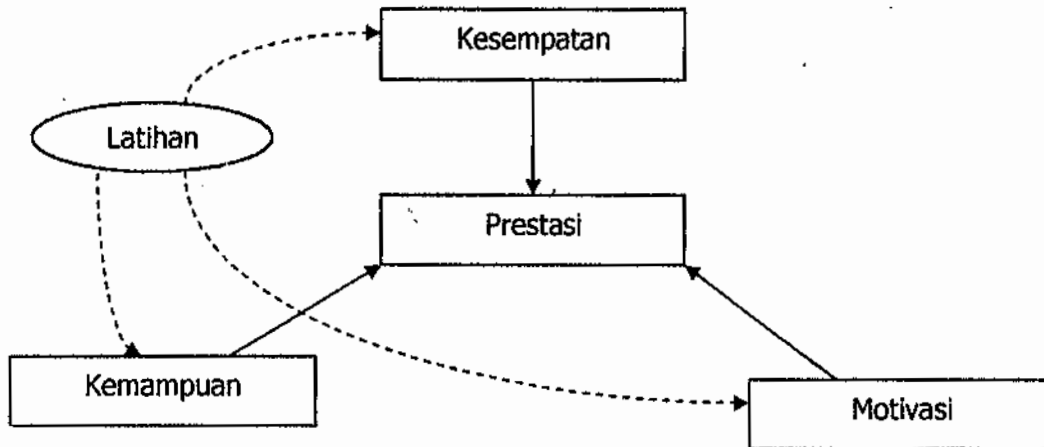 Kesempatan
Latihan
Prestasi
Kemampuan
Motivasi